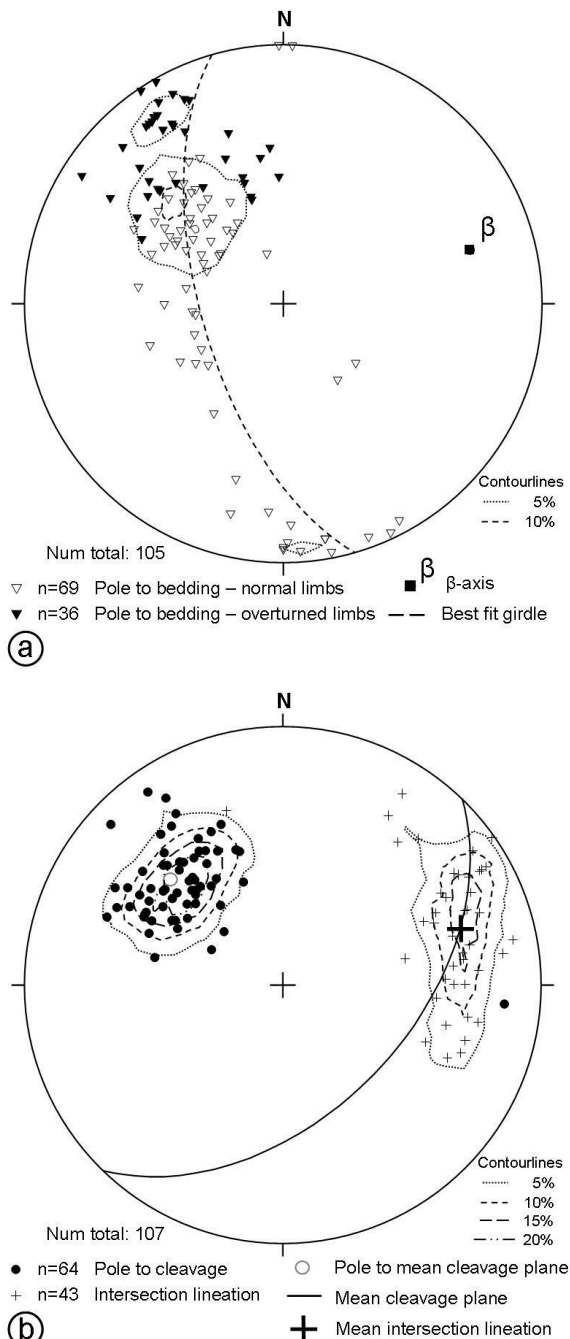 N
β
Contourlines
5%
10%
Num total: 105
n=69 Pole to bedding – normal limbs
β β-axis
n=36 Pole to bedding – overturned limbs
Best fit girdle
a
N
Contourlines
5%
10%
15%
20%
Num total: 107
n=64 Pole to cleavage
Pole to mean cleavage plane
n=43 Intersection lineation
Mean cleavage plane
b
Mean intersection lineation